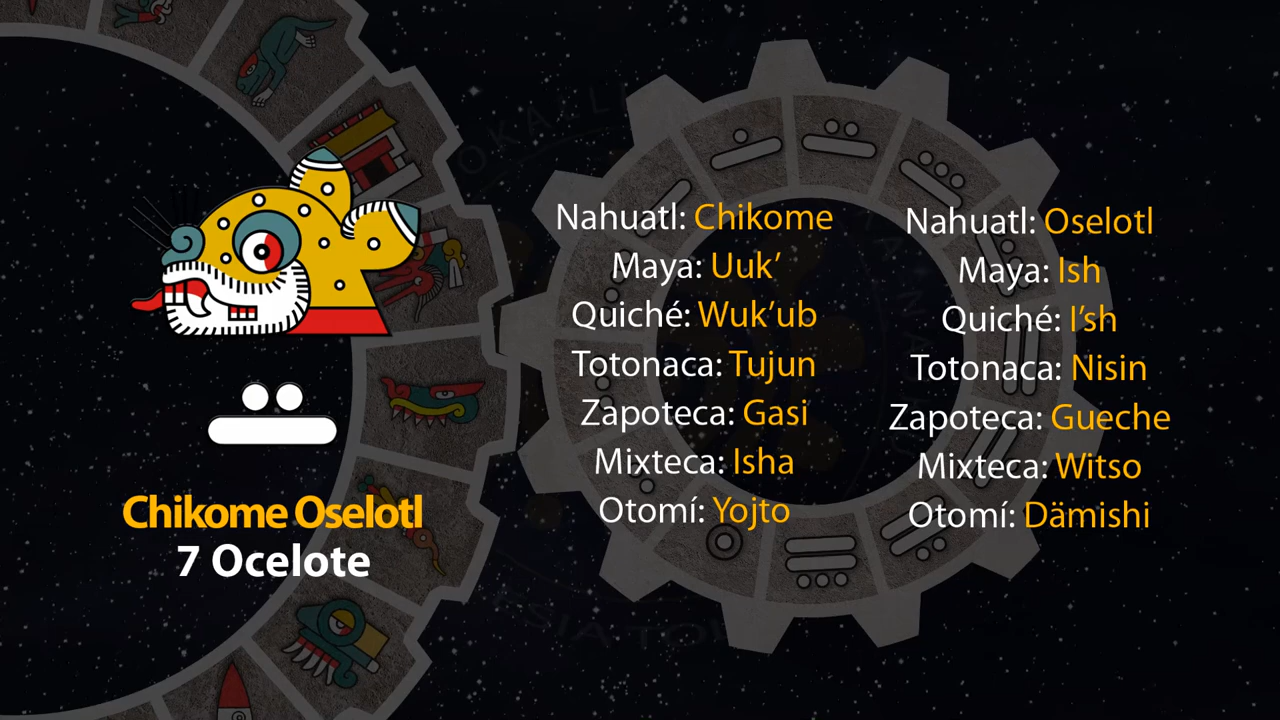 Chikome Oselotl
7 Ocelote
Nahuatl: Chikome
Maya: Uuk’
Quiché: Wuk’ub
Totonaca: Tujun
Zapoteca: Gasi
Mixteca: Isha
Otomí: Yojto
Nahuatl: Oselotl
Maya: Ish
Quiché: I’sh
Totonaca: Nisin
Zapoteca: Gueche
Mixteca: Witso
Otomí: Dämishi